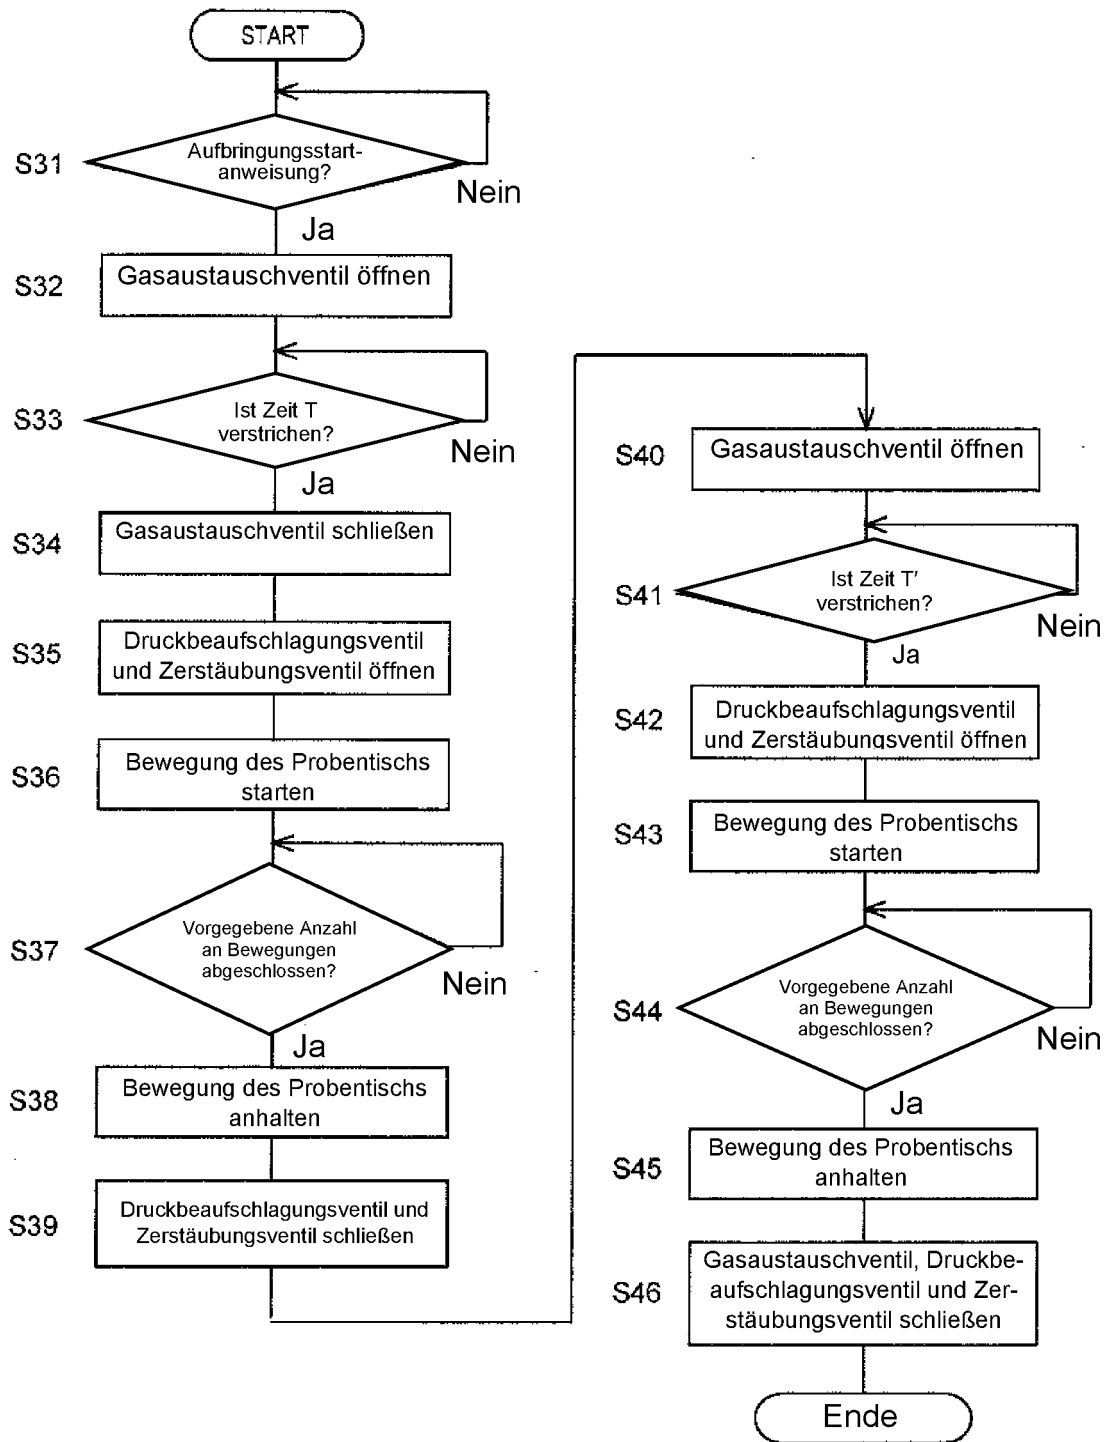 START
S31
Aufbringungsstart-
anweisung?
Nein
Ja
S32
Gasaustauschventil öffnen
S33
Ist Zeit T
verstrichen?
Nein
Ja
S34
Gasaustauschventil schließen
S35
Druckbeaufschlagungsventil
und Zerstäubungsventil öffnen
S36
Bewegung des Probentischs
starten
S37
Vorgegebene Anzahl
an Bewegungen
abgeschlossen?
Nein
Ja
S38
Bewegung des Probentischs
anhalten
S39
Druckbeaufschlagungsventil und
Zerstäubungsventil schließen
S40
Gasaustauschventil öffnen
S41
Ist Zeit T'
verstrichen?
Nein
Ja
S42
Druckbeaufschlagungsventil
und Zerstäubungsventil öffnen
S43
Bewegung des Probentischs
starten
S44
Vorgegebene Anzahl
an Bewegungen
abgeschlossen?
Nein
Ja
S45
Bewegung des Probentischs
anhalten
S46
Gasaustauschventil, Druckbe-
aufschlagungsventil und Zer-
stäubungsventil schließen
Ende